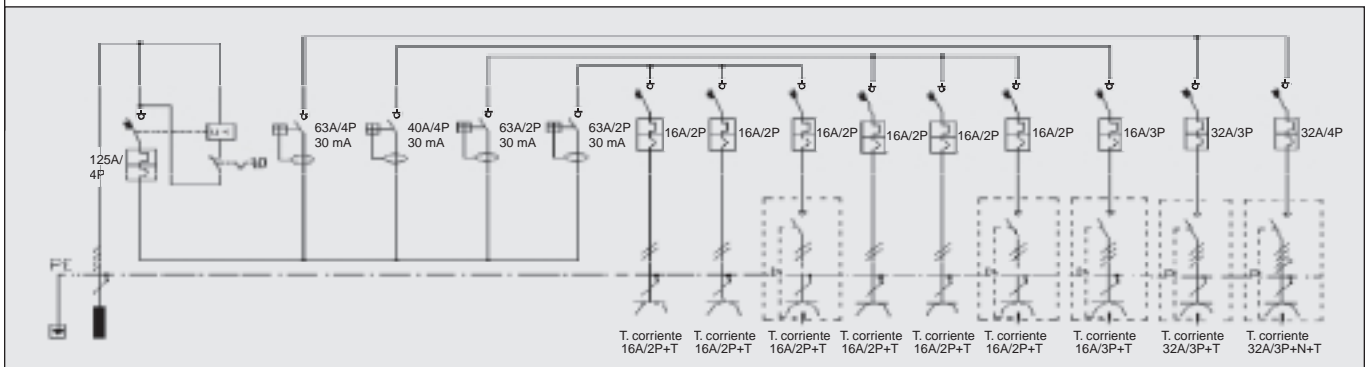 125A/
4P
PE
63A/4P
30 mA
40A/4P
30 mA
63A/2P
30 mA
63A/2P
30 mA
16A/2P
16A/2P
16A/2P
16A/2P
16A/2P
16A/2P
16A/3P
32A/3P
32A/4P
T. corriente
16A/2P+T
T. corriente
16A/2P+T
T. corriente
16A/2P+T
T. corriente
16A/2P+T
T. corriente
16A/2P+T
T. corriente
16A/2P+T
T. corriente
16A/3P+T
T. corriente
32A/3P+T
T. corriente
32A/3P+N+T